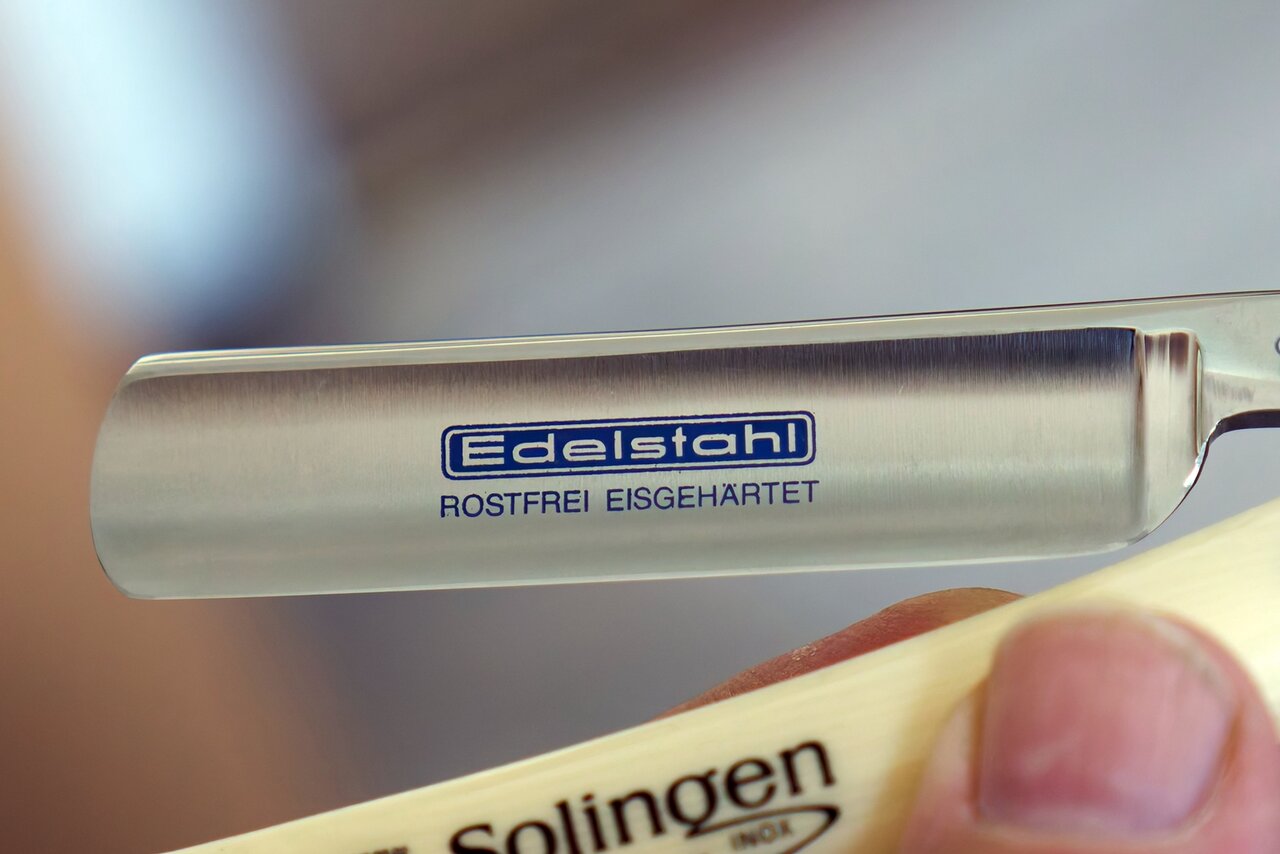 Edelstahl
ROSTFREI EISGEHÄRTET
Solingen
INOX